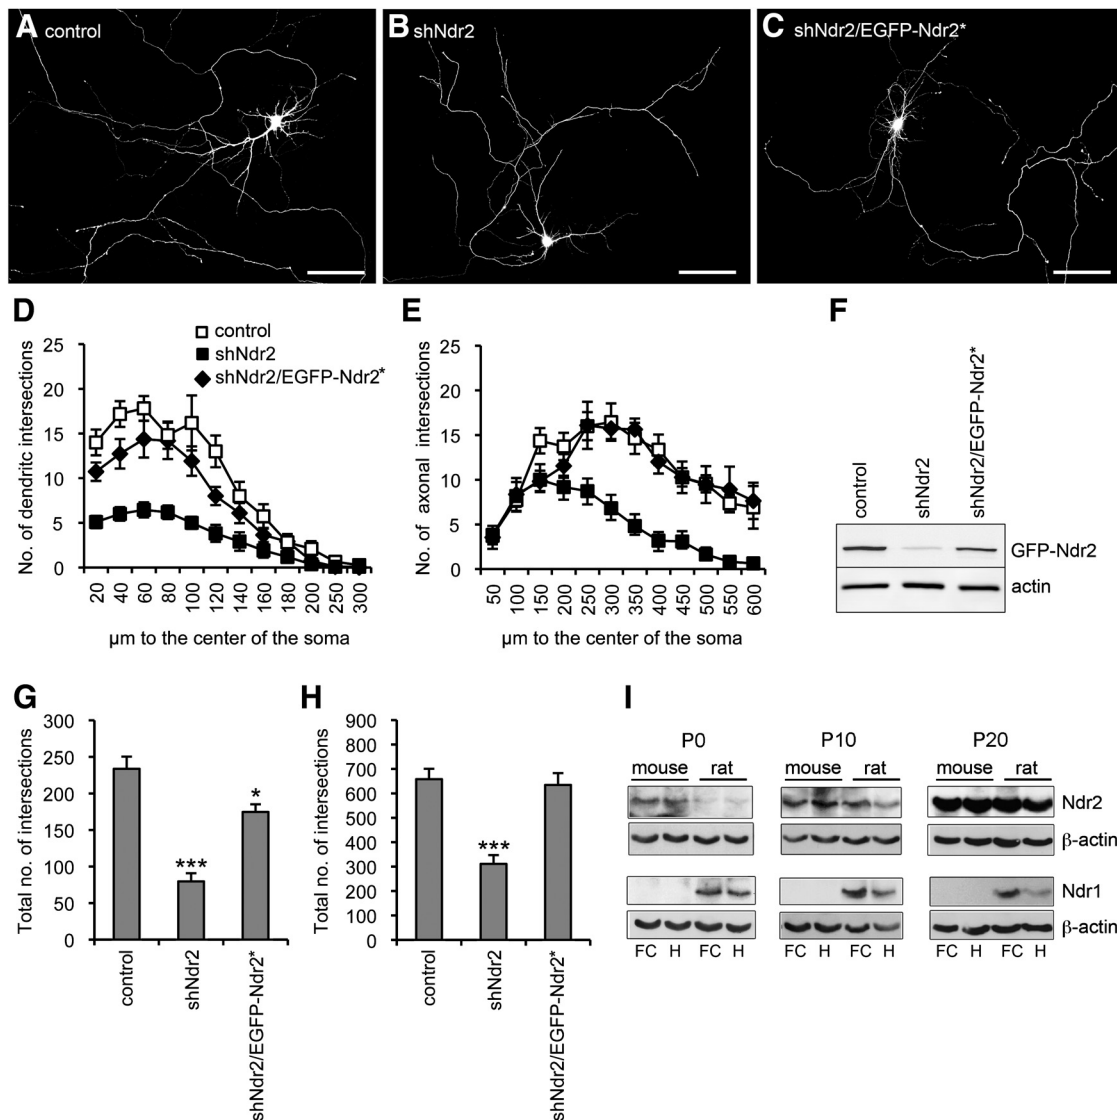 A control
B shNdr2
C shNdr2/EGFP-Ndr2*
D
control
shNdr2
shNdr2/EGFP-Ndr2*
No. of dendritc intersections
25
20
15
10
5
0
20 40 60 80 100 120 140 160 180 200 250 300
µm to the center of the soma
E
No. of axonal intersections
25
20
15
10
5
0
50 100 150 200 250 300 350 400 450 500 550 600
µm to the center of the soma
F
control
shNdr2
shNdr2/EGFP-Ndr2*
GFP-Ndr2
actin
G
Total no. of intersections
300
250
200
150
100
50
0
***
*
control
shNdr2
shNdr2/EGFP-Ndr2*
H
Total no. of intersections
900
800
700
600
500
400
300
200
100
0
***
control
shNdr2
shNdr2/EGFP-Ndr2*
I
P0 P10 P20
mouse rat mouse rat mouse rat
Ndr2
β-actin
Ndr1
β-actin
FC H FC H FC H FC H FC H FC H